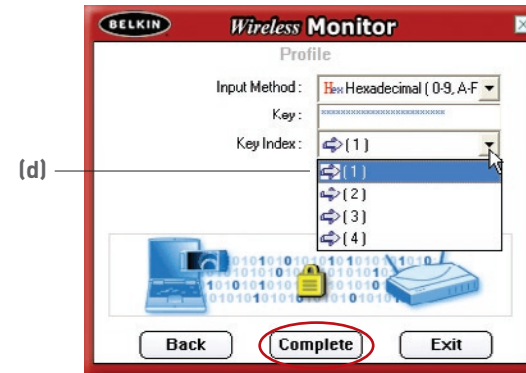 BELKIN Wireless Monitor
Profile
Input Method : Hex Hexadecimal ( 0-9, A-F
Key : ************************
Key Index : ( 1 )
(d)
( 1 )
( 2 )
( 3 )
( 4 )
Back Complete Exit